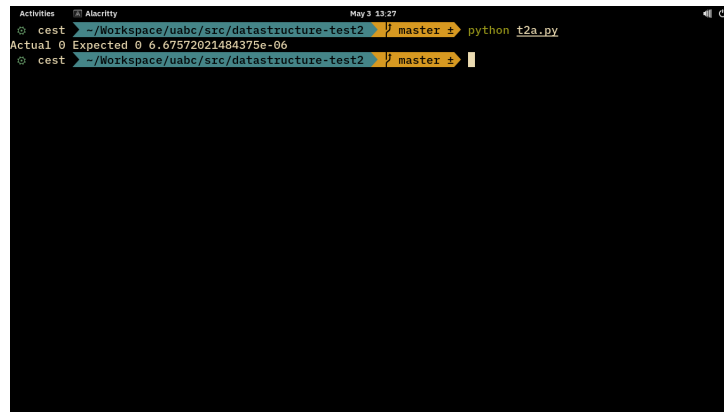 Activities Alacritty May 3 13:27
cest ~/Workspace/uabc/src/datastructure-test2 master ± python t2a.py
Actual 0 Expected 0 6.67572021484375e-06
cest ~/Workspace/uabc/src/datastructure-test2 master ±